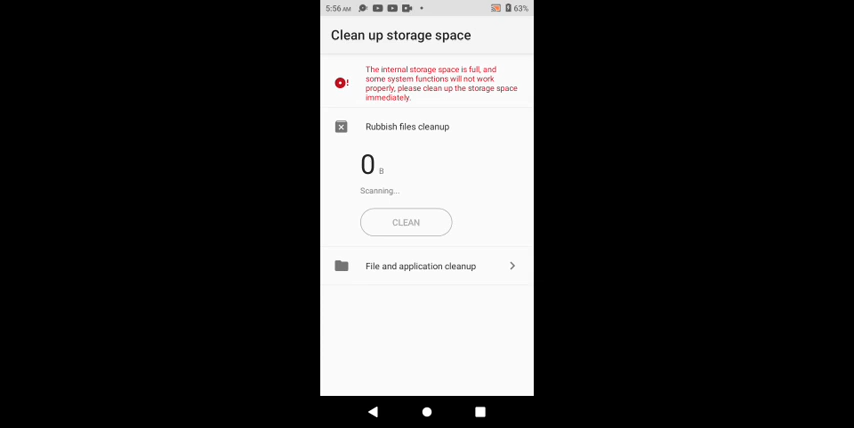 5:56 AM 63%
Clean up storage space
The internal storage space is full, and
some system functions will not work
properly, please clean up the storage space
immediately.
Rubbish files cleanup
0 B
Scanning...
CLEAN
File and application cleanup